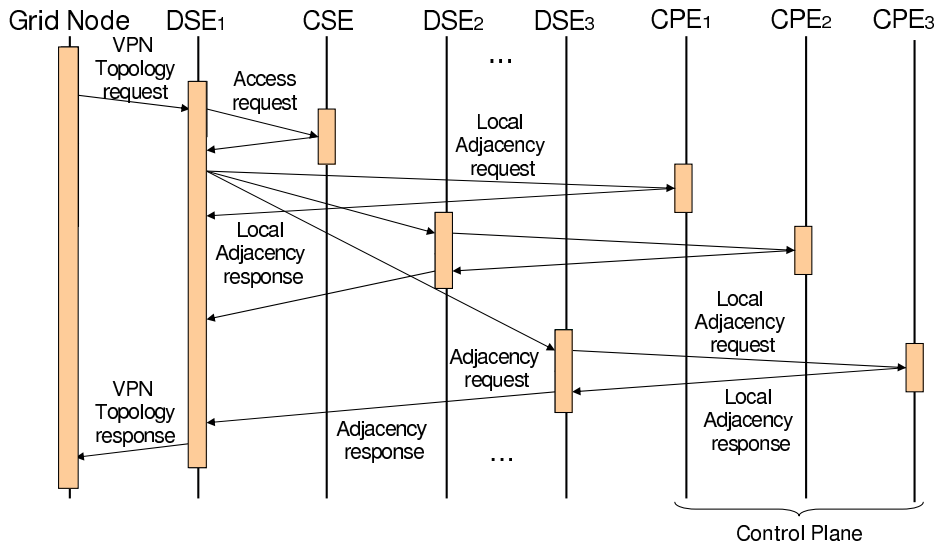 Grid Node DSE1 CSE DSE2 DSE3 CPE1 CPE2 CPE3
VPN
Topology
request
...
Access
request
Local
Adjacency
request
Local
Adjacency
response
Local
Adjacency
request
Adjacency
request
VPN
Topology
response
Local
Adjacency
response
Adjacency
response
...
Control Plane